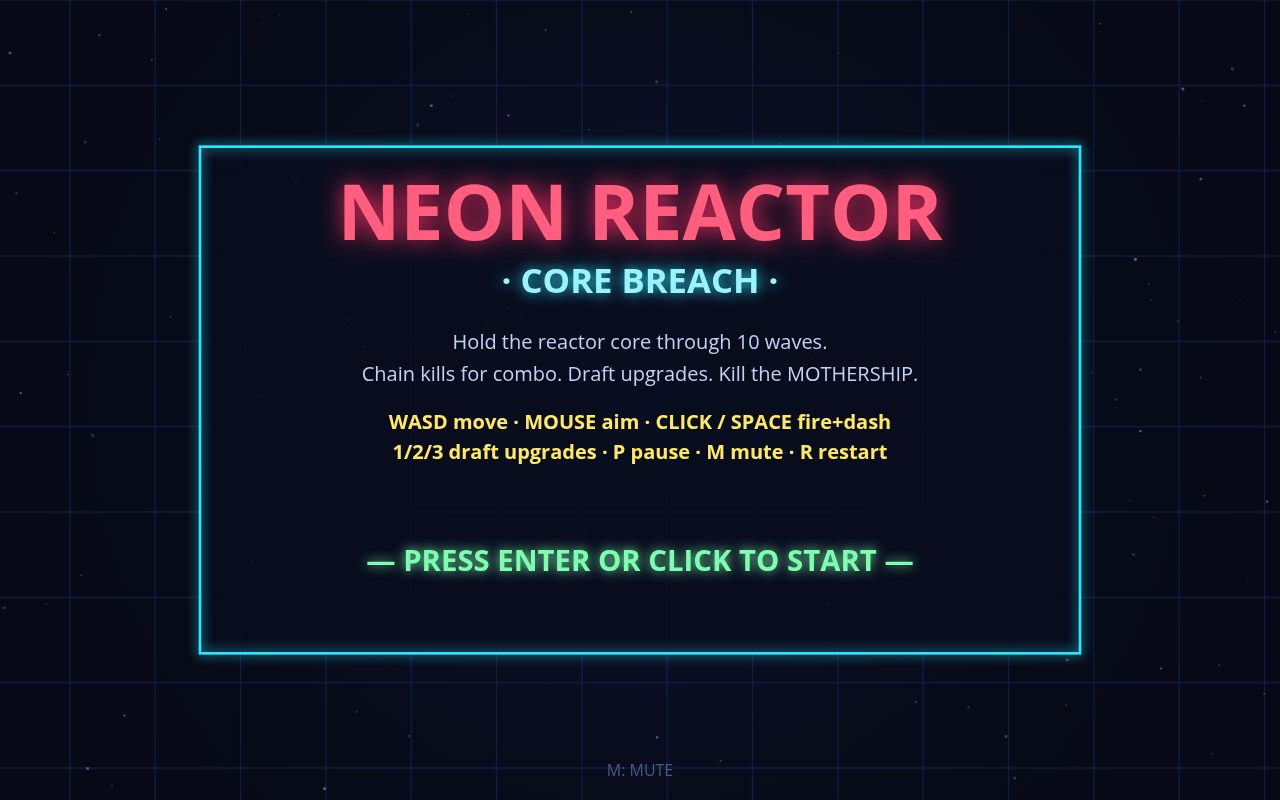 NEON REACTOR
· CORE BREACH ·
Hold the reactor core through 10 waves.
Chain kills for combo. Draft upgrades. Kill the MOTHERSHIP.
WASD move · MOUSE aim · CLICK / SPACE fire+dash
1/2/3 draft upgrades · P pause · M mute · R restart
— PRESS ENTER OR CLICK TO START —
M: MUTE